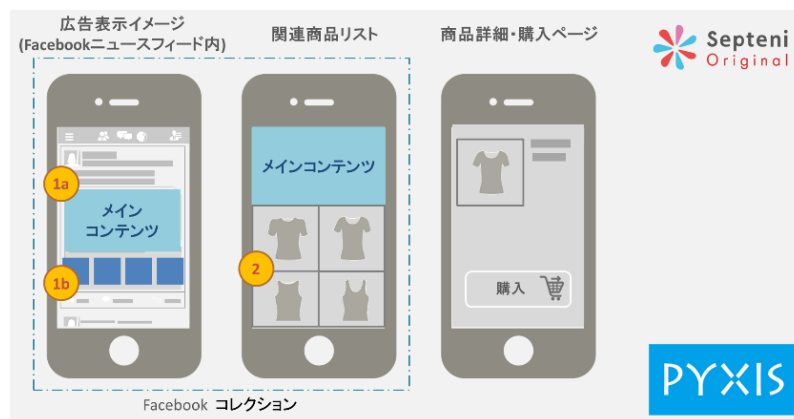 広告表示イメージ
(Facebookニュースフィード内)
関連商品リスト
商品詳細・購入ページ
Septeni
Original
1a
メイン
コンテンツ
1b
メインコンテンツ
2
購入
Facebook コレクション
PYXIS